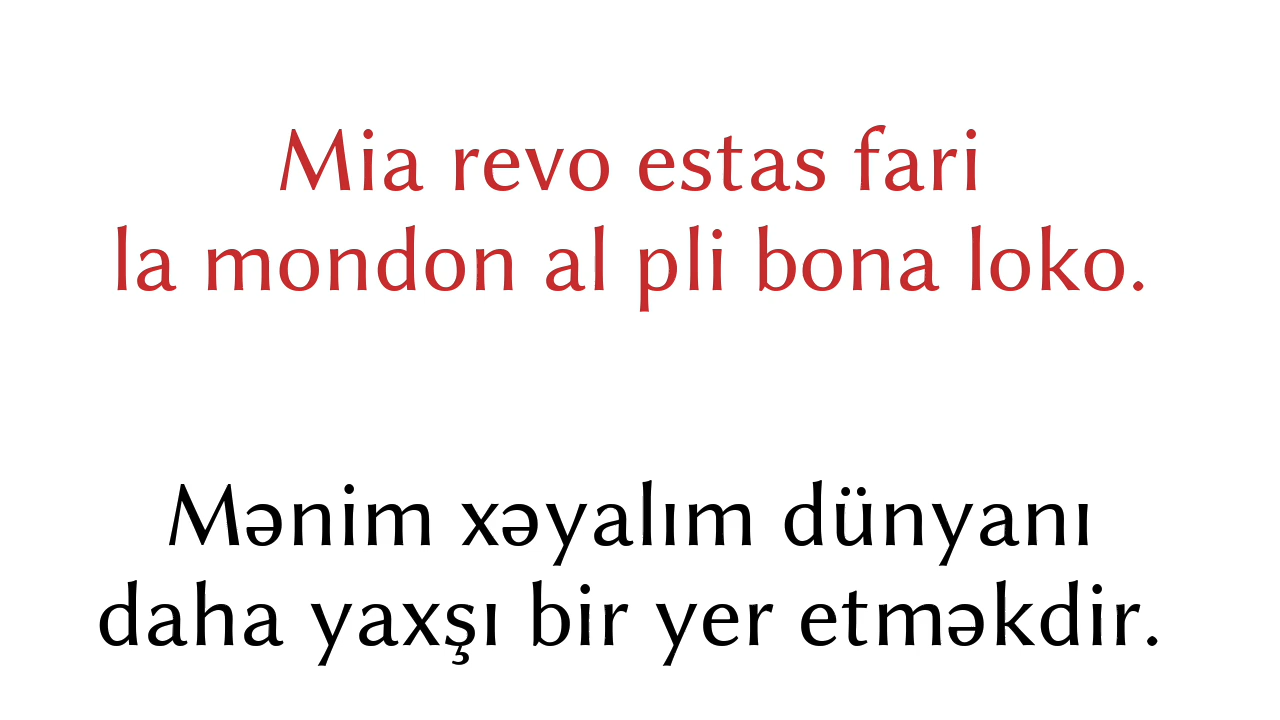 Mia revo estas fari
la mondon al pli bona loko.
Mənim xəyalım dünyanı
daha yaxşı bir yer etməkdir.